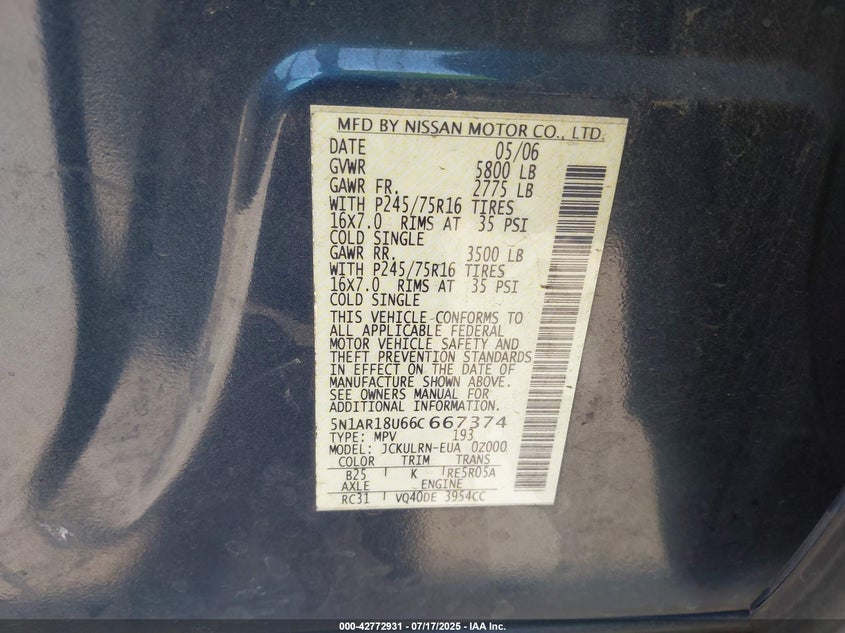 MFD BY NISSAN MOTOR CO., LTD.
DATE 05/06
GVWR 5800 LB
GAWR FR. 2775 LB
WITH P245/75R16 TIRES
16X7.0 RIMS AT 35 PSI
COLD SINGLE
GAWR RR. 3500 LB
WITH P245/75R16 TIRES
16X7.0 RIMS AT 35 PSI
COLD SINGLE
THIS VEHICLE CONFORMS TO
ALL APPLICABLE FEDERAL
MOTOR VEHICLE SAFETY AND
THEFT PREVENTION STANDARDS
IN EFFECT ON THE DATE OF
MANUFACTURE SHOWN ABOVE.
SEE OWNERS MANUAL FOR
ADDITIONAL INFORMATION.
5N1AR18U66C667374
TYPE: MPV 193
MODEL: JCKULRN-EUA 0Z000
COLOR TRIM TRANS
B25 K RE5R05A
AXLE ENGINE
RC31 VQ40DE 3954CC
000-42772931 - 07/17/2025 - IAA Inc.